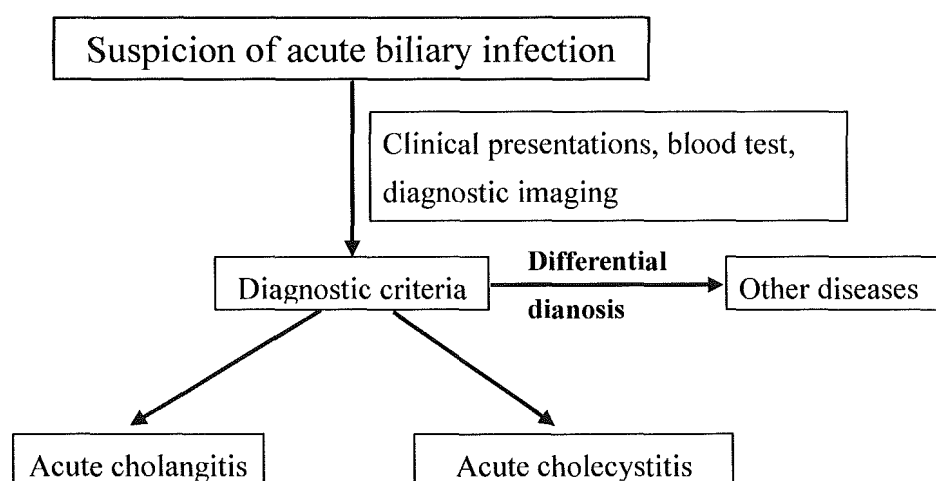 Suspicion of acute biliary infection
Clinical presentations, blood test,
diagnostic imaging
Diagnostic criteria
Differential
dianosis
Other diseases
Acute cholangitis
Acute cholecystitis